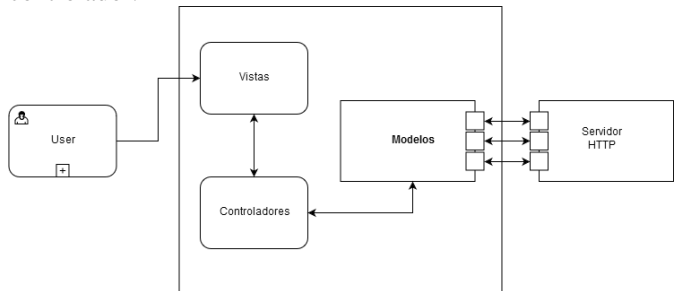 Vistas
User
Modelos
Servidor
HTTP
Controladores